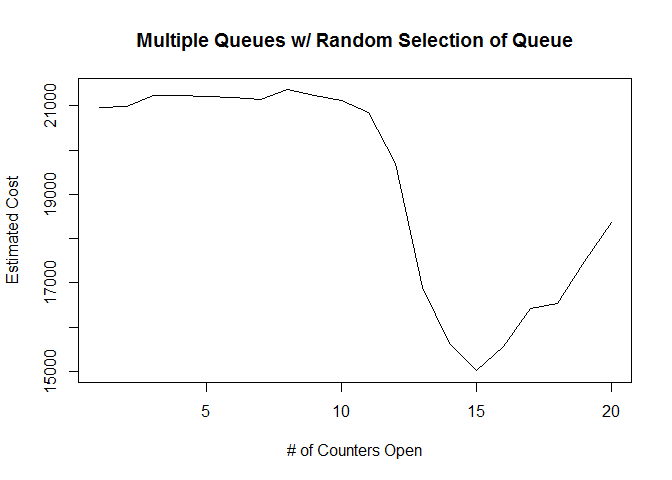 Multiple Queues w/ Random Selection of Queue
Estimated Cost
21000
19000
17000
15000
5 10 15 20
# of Counters Open